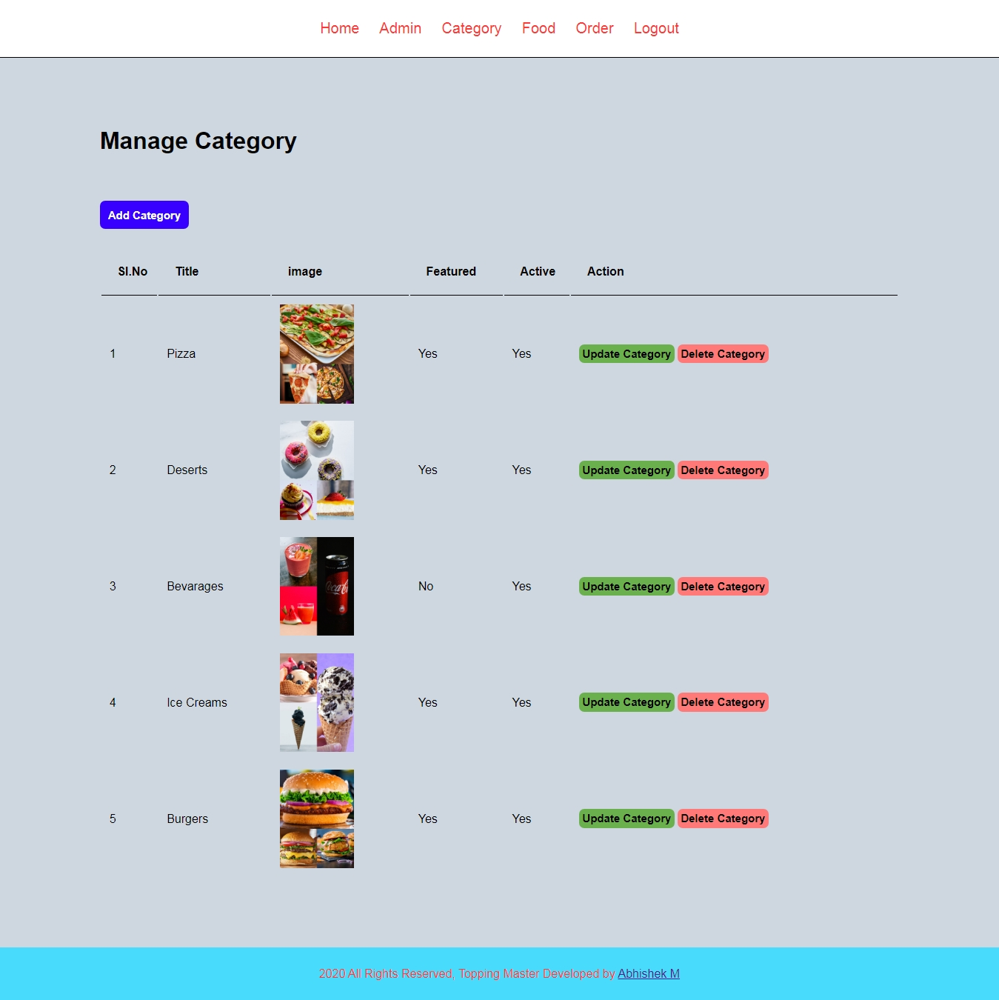 Home Admin Category Food Order Logout
Manage Category
Add Category
Sl.No Title image Featured Active Action
1 Pizza Yes Yes Update Category Delete Category
2 Deserts Yes Yes Update Category Delete Category
3 Bevarages No Yes Update Category Delete Category
4 Ice Creams Yes Yes Update Category Delete Category
5 Burgers Yes Yes Update Category Delete Category
2020 All Rights Reserved, Topping Master Developed by Abhishek M